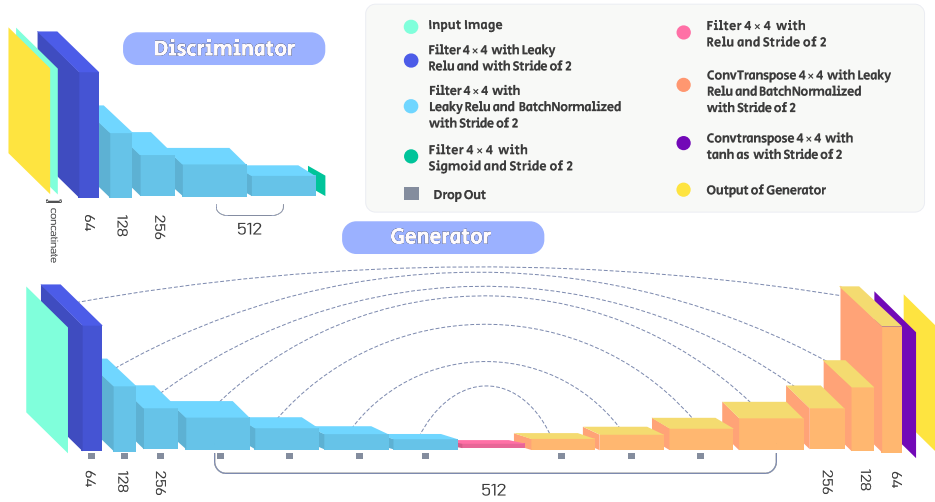 Discriminator
Input Image
Filter 4 × 4 with Leaky
Relu and with Stride of 2
Filter 4 × 4 with
Leaky Relu and BatchNormalized
with Stride of 2
Filter 4 × 4 with
Sigmoid and Stride of 2
Drop Out
Filter 4 × 4 with
Relu and Stride of 2
ConvTranspose 4 × 4 with Leaky
Relu and BatchNormalized
with Stride of 2
Convtranspose 4 × 4 with
tanh as with Stride of 2
Output of Generator
concatinate
64
128
256
512
Generator
64
128
256
512
256
128
64